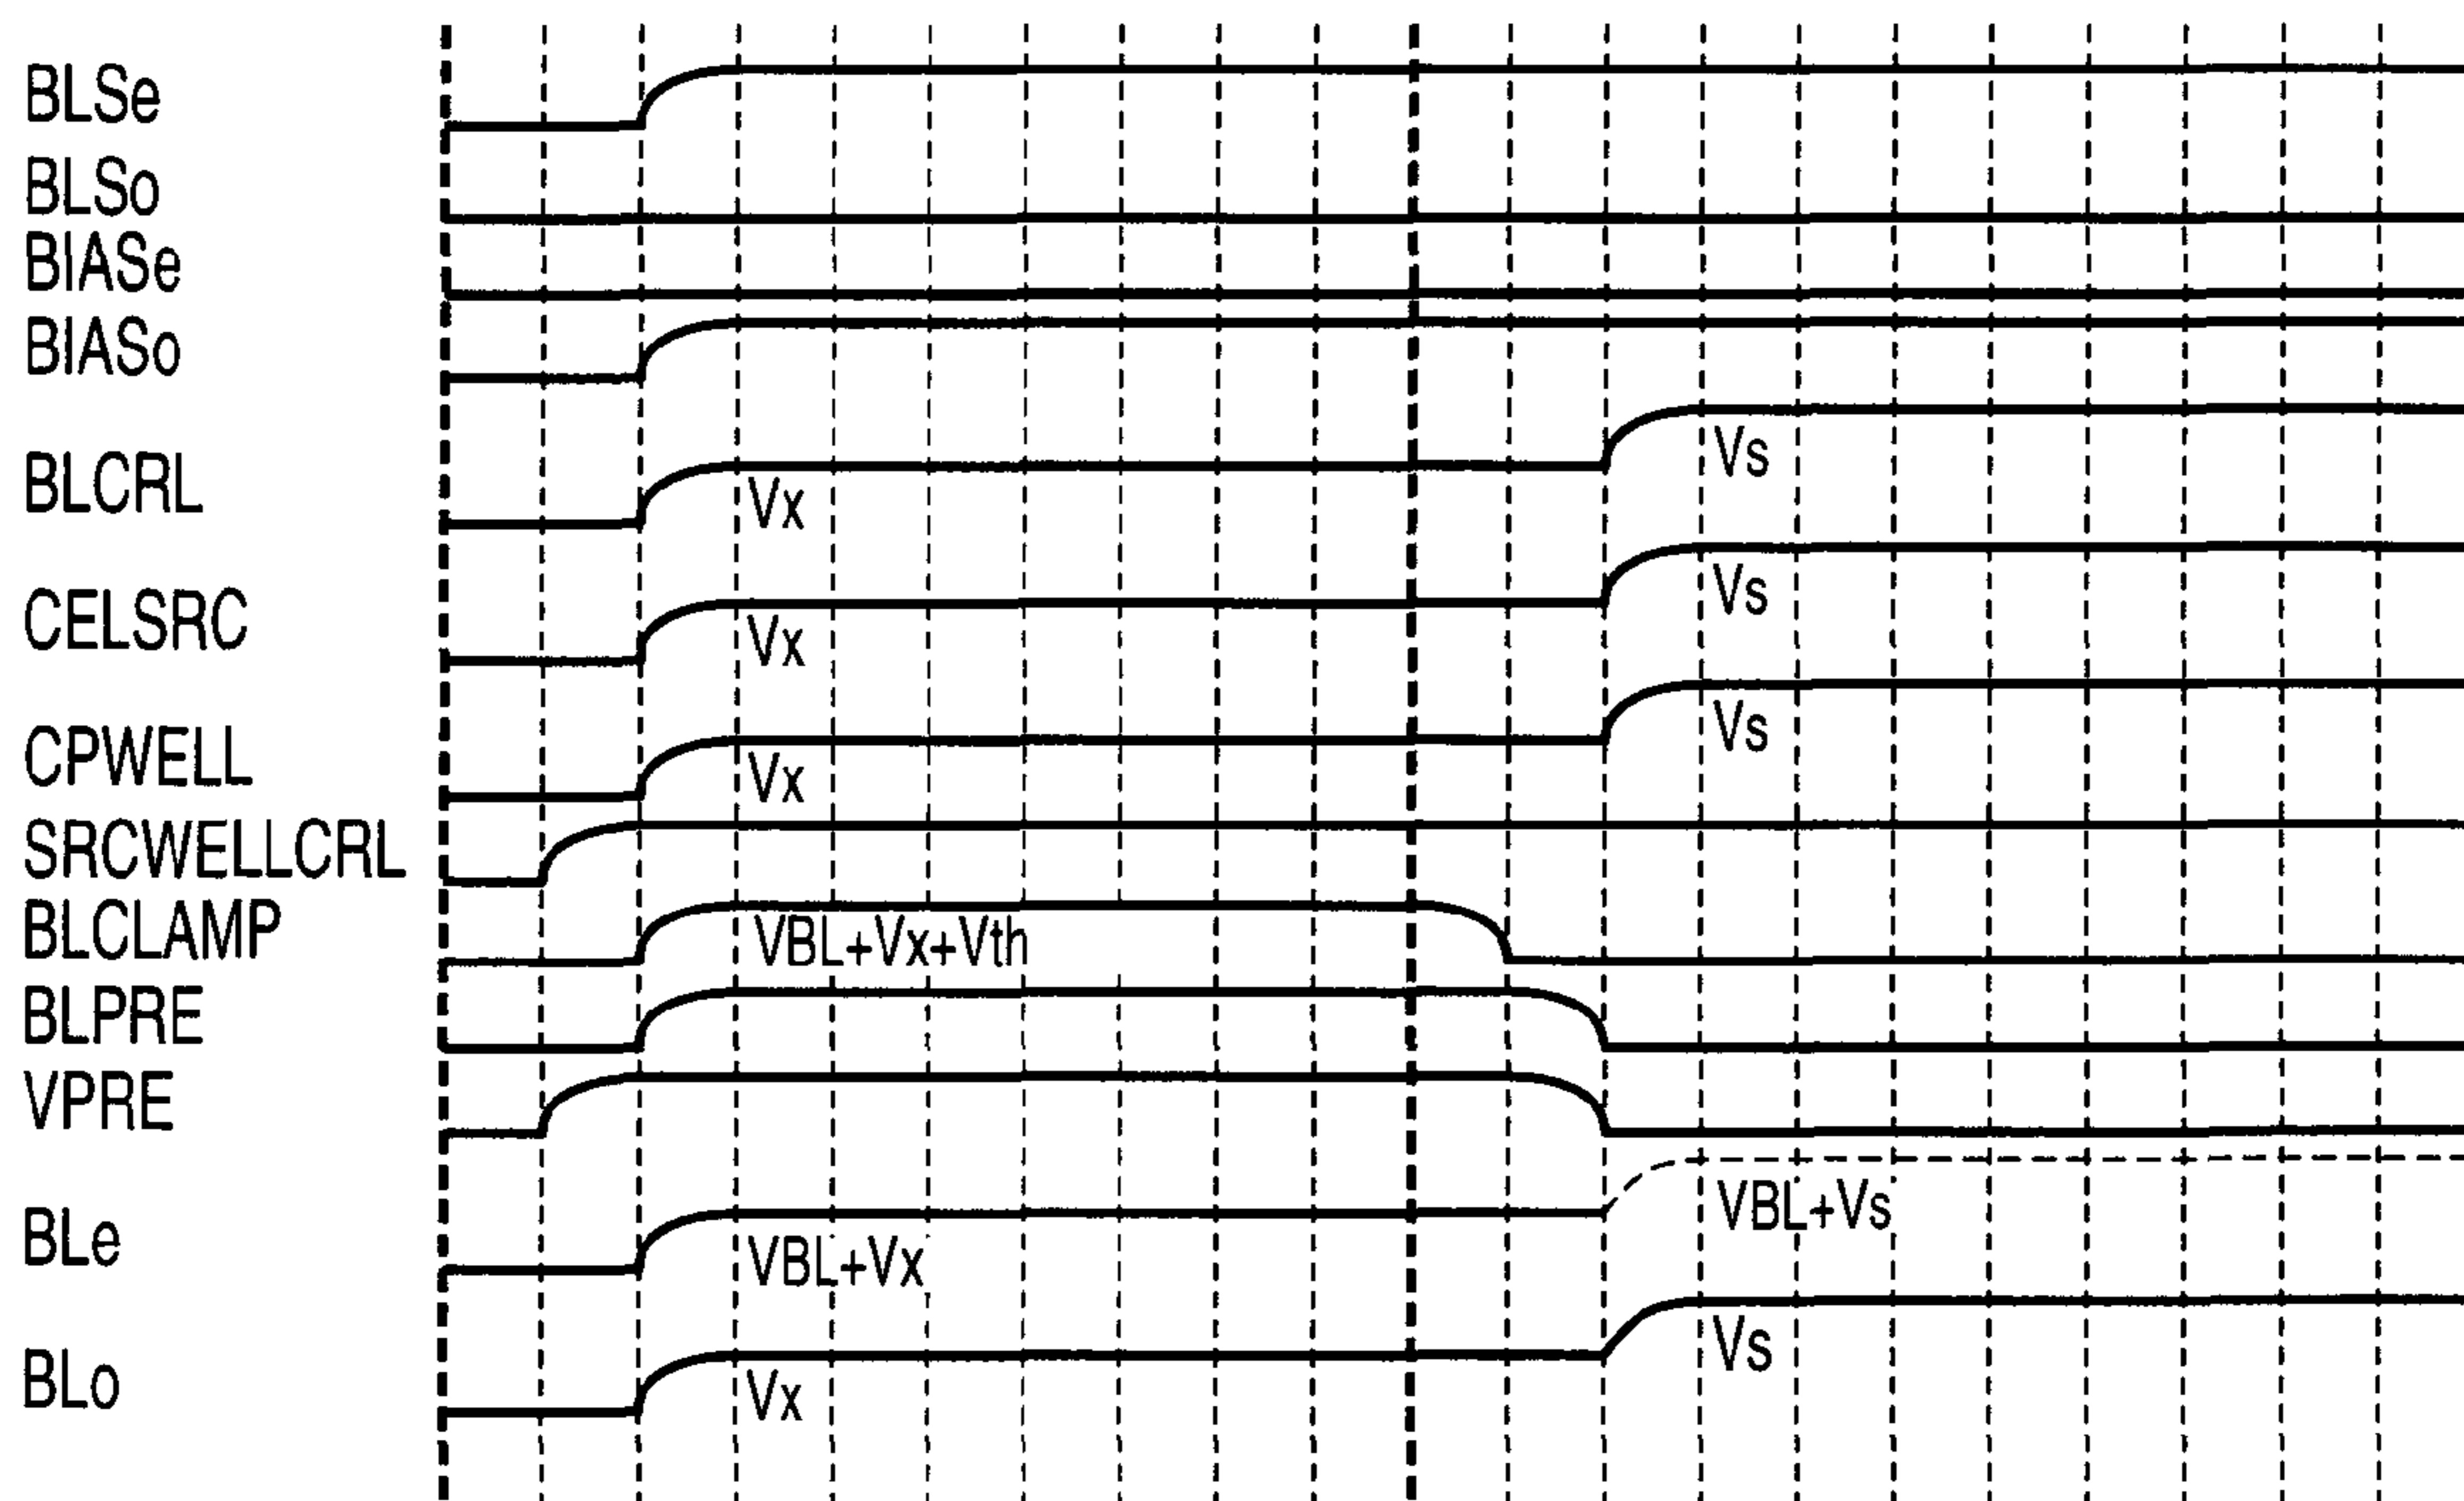 BLSe
BLSo
BIASe
BIASo
BLCRL
Vx
Vs
CELSRC
Vx
Vs
CPWELL
Vx
Vs
SRCWELLCRL
BLCLAMP
VBL+Vx+Vth
BLPRE
VPRE
BLe
VBL+Vx
VBL+Vs
BLo
Vx
Vs